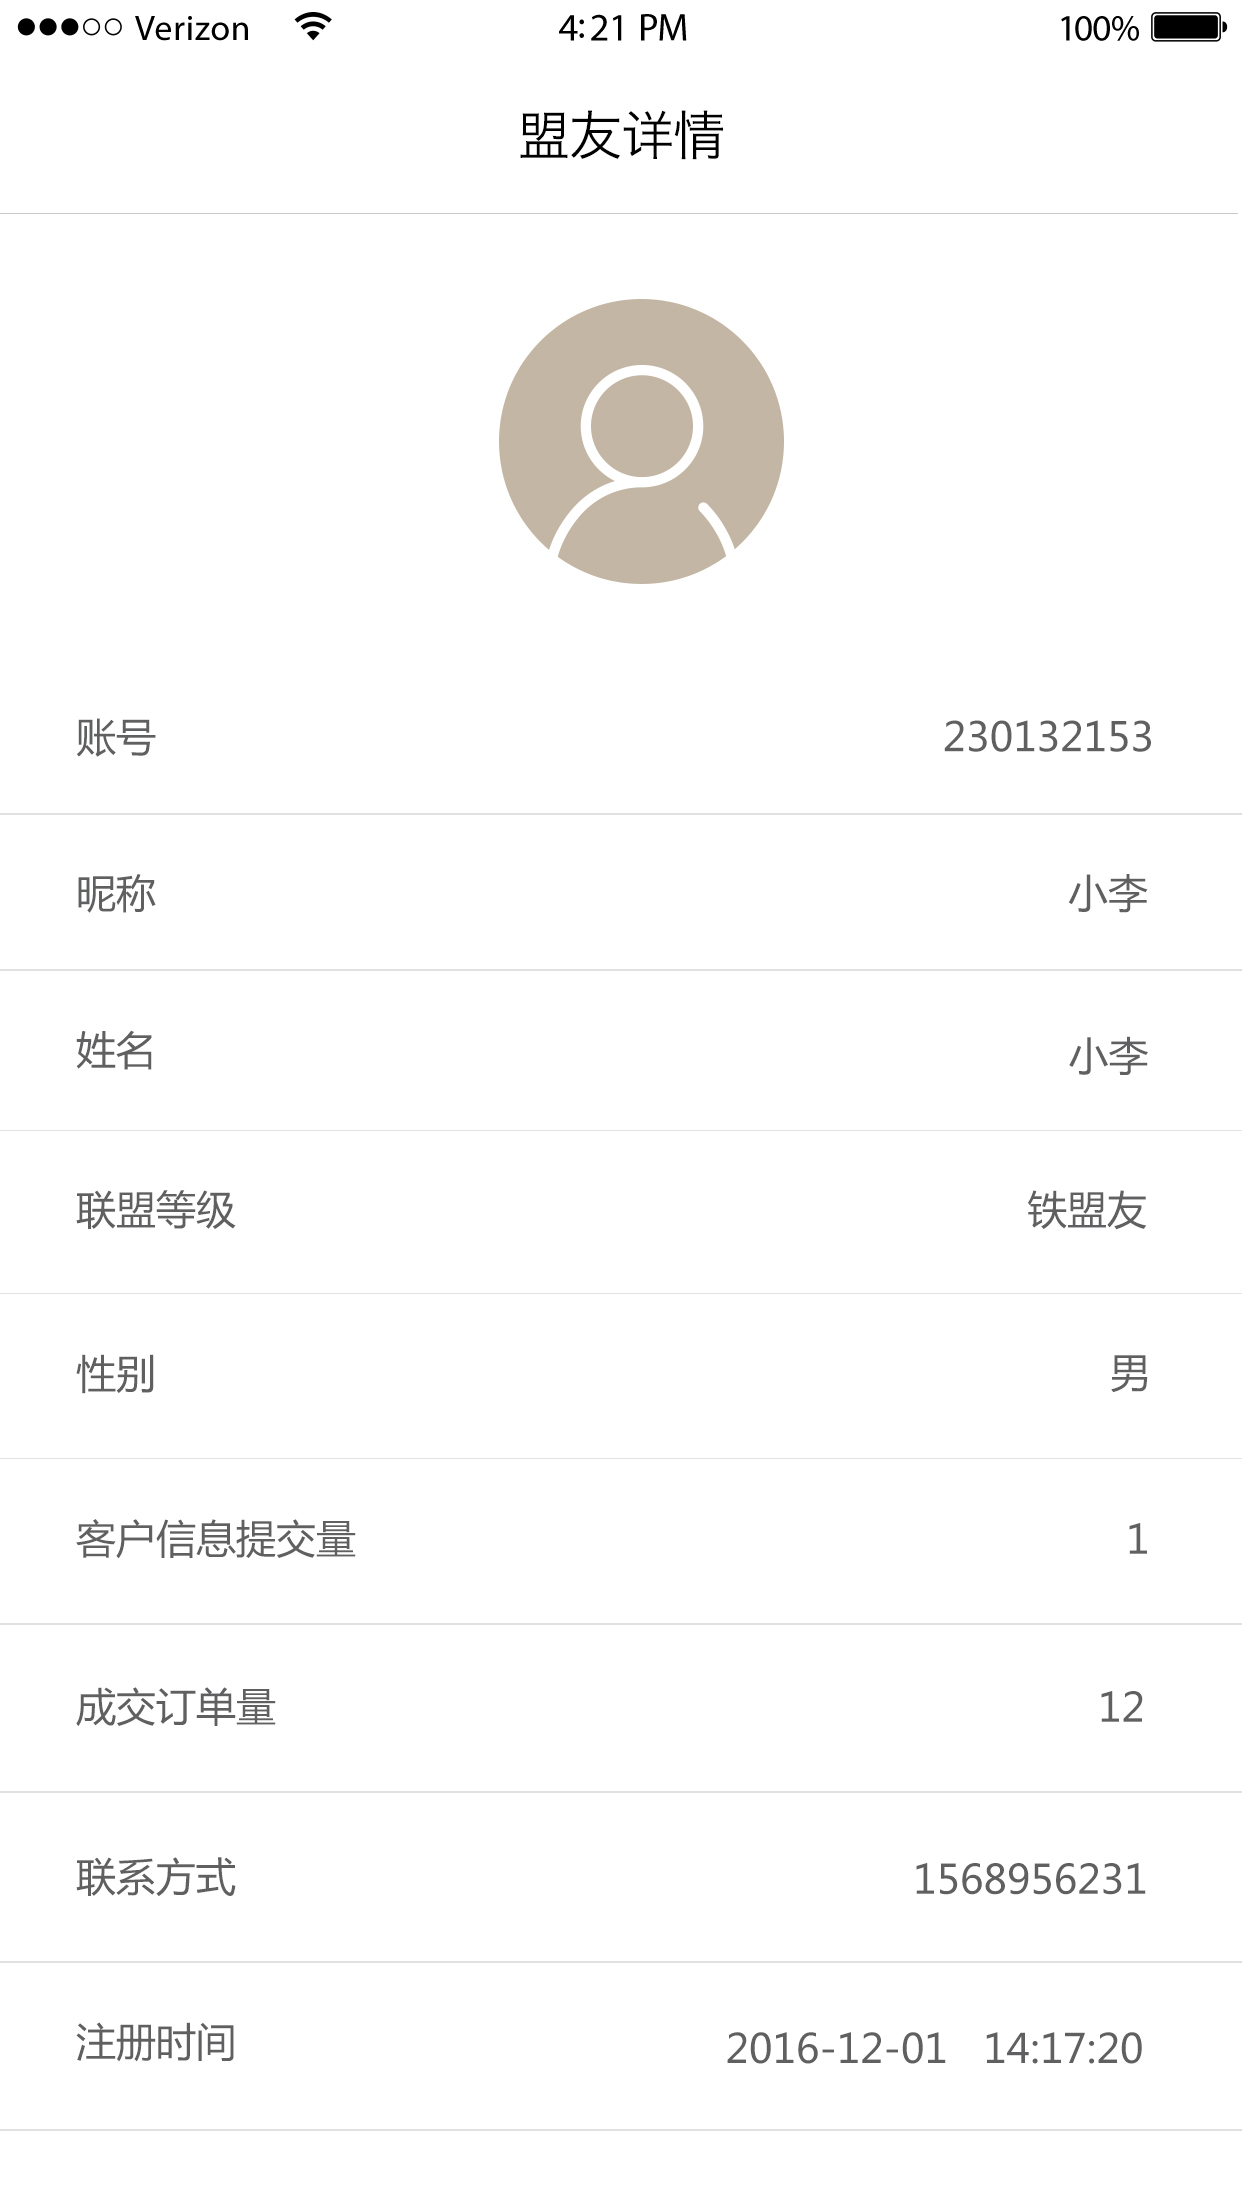 Verizon 4:21 PM 100%
盟友详情
账号 230132153
昵称 小李
姓名 小李
联盟等级 铁盟友
性别 男
客户信息提交量 1
成交订单量 12
联系方式 1568956231
注册时间 2016-12-01 14:17:20